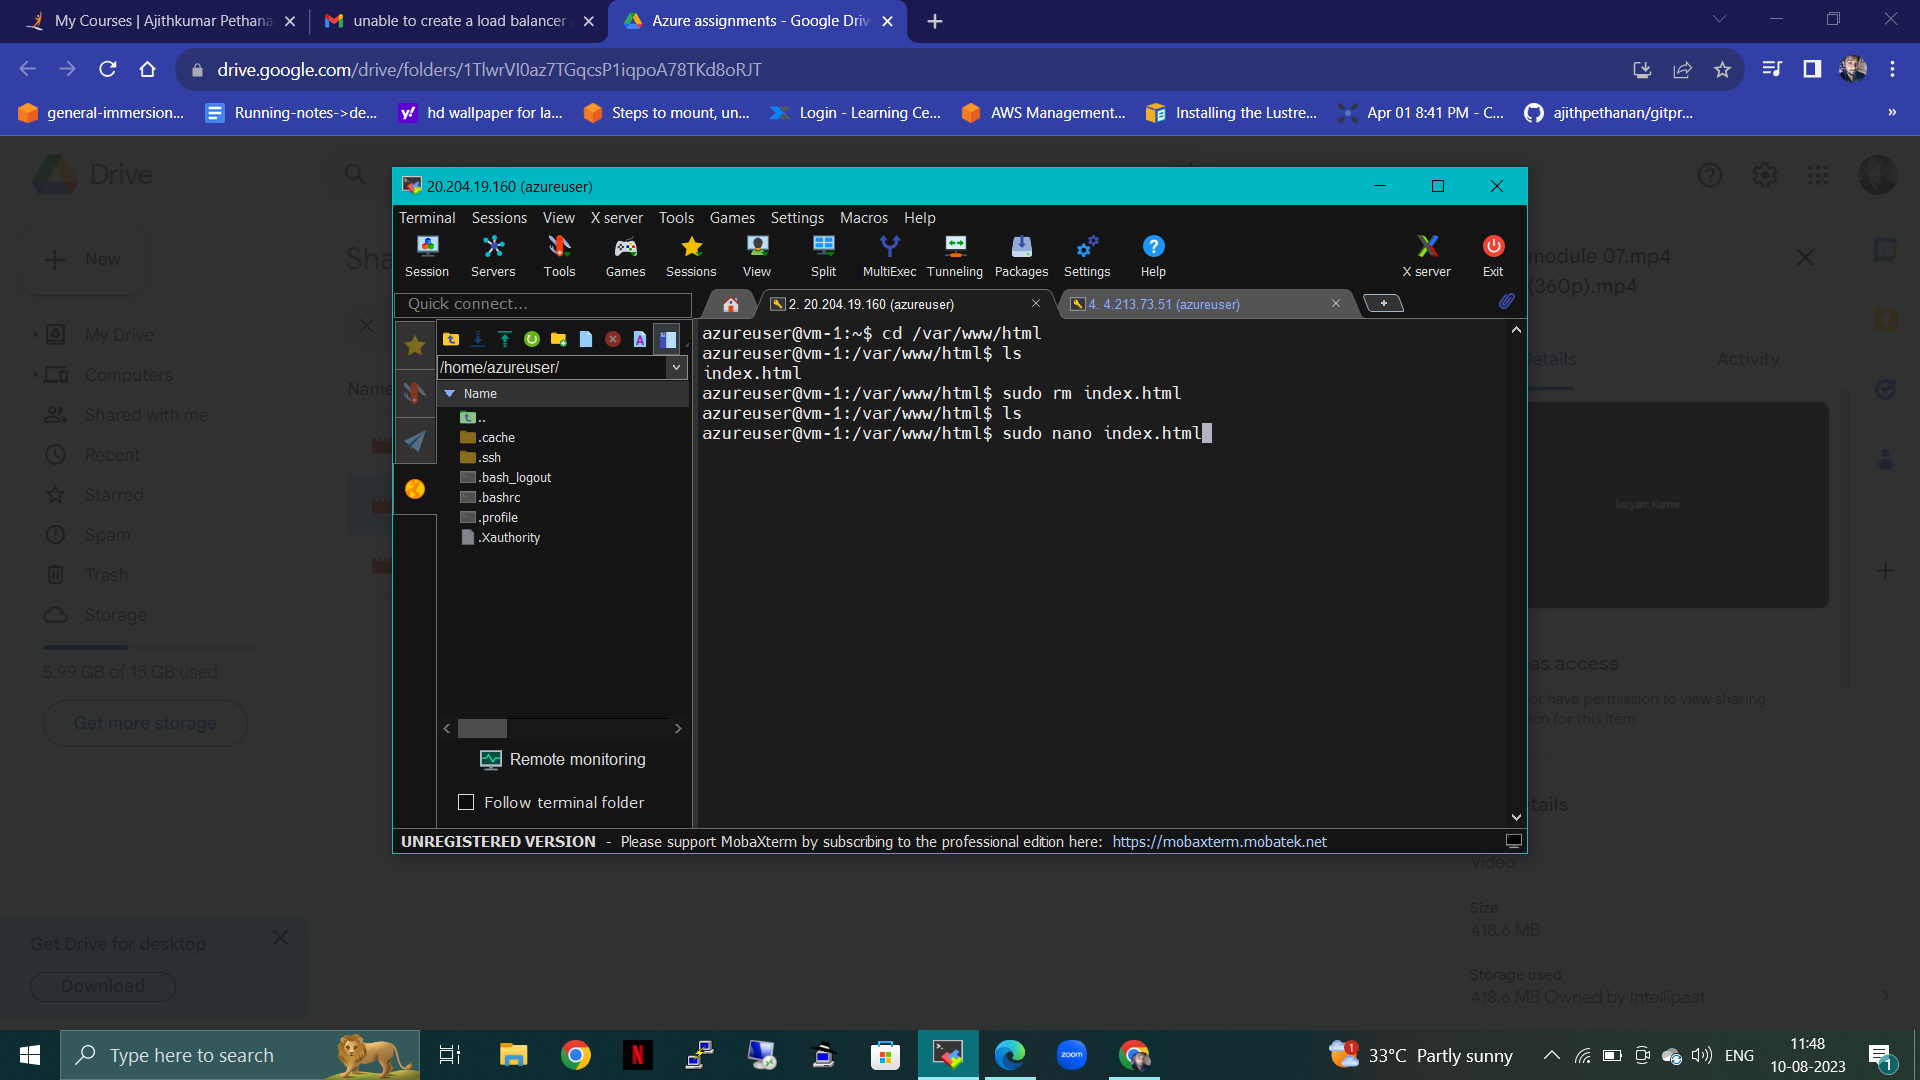 My Courses | Ajithkumar Pethana
unable to create a load balancer
Azure assignments - Google Driv
drive.google.com/drive/folders/1TlwrVI0az7TGqcsP1iqpoA78TKd8oRJT
general-immersion...
Running-notes->de...
hd wallpaper for la...
Steps to mount, un...
Login - Learning Ce...
AWS Management...
Installing the Lustre...
Apr 01 8:41 PM - C...
ajithpethanan/gitpr...
»
Drive
New
My Drive
Computers
Shared with me
Recent
Starred
Spam
Trash
Storage
5.99 GB of 15 GB used
Get more storage
Get Drive for desktop
Download
Sha
Name
20.204.19.160 (azureuser)
Terminal Sessions View X server Tools Games Settings Macros Help
Session Servers Tools Games Sessions View Split MultiExec Tunneling Packages Settings Help X server Exit
Quick connect...
2. 20.204.19.160 (azureuser)
4. 4.213.73.51 (azureuser)
/home/azureuser/
Name
..
.cache
.ssh
.bash_logout
.bashrc
.profile
.Xauthority
Remote monitoring
Follow terminal folder
azureuser@vm-1:~$ cd /var/www/html
azureuser@vm-1:/var/www/html$ ls
index.html
azureuser@vm-1:/var/www/html$ sudo rm index.html
azureuser@vm-1:/var/www/html$ ls
azureuser@vm-1:/var/www/html$ sudo nano index.html
UNREGISTERED VERSION - Please support MobaXterm by subscribing to the professional edition here: https://mobaxterm.mobatek.net
module 07.mp4
(360p).mp4
etails
Activity
Satyam Kumar
as access
ot have permission to view sharing
ion for this item
etails
Video
Size
418.6 MB
Storage used
418.6 MB Owned by Intellipaat
Type here to search
zoom
1
33°C Partly sunny
ENG
11:48
10-08-2023
1